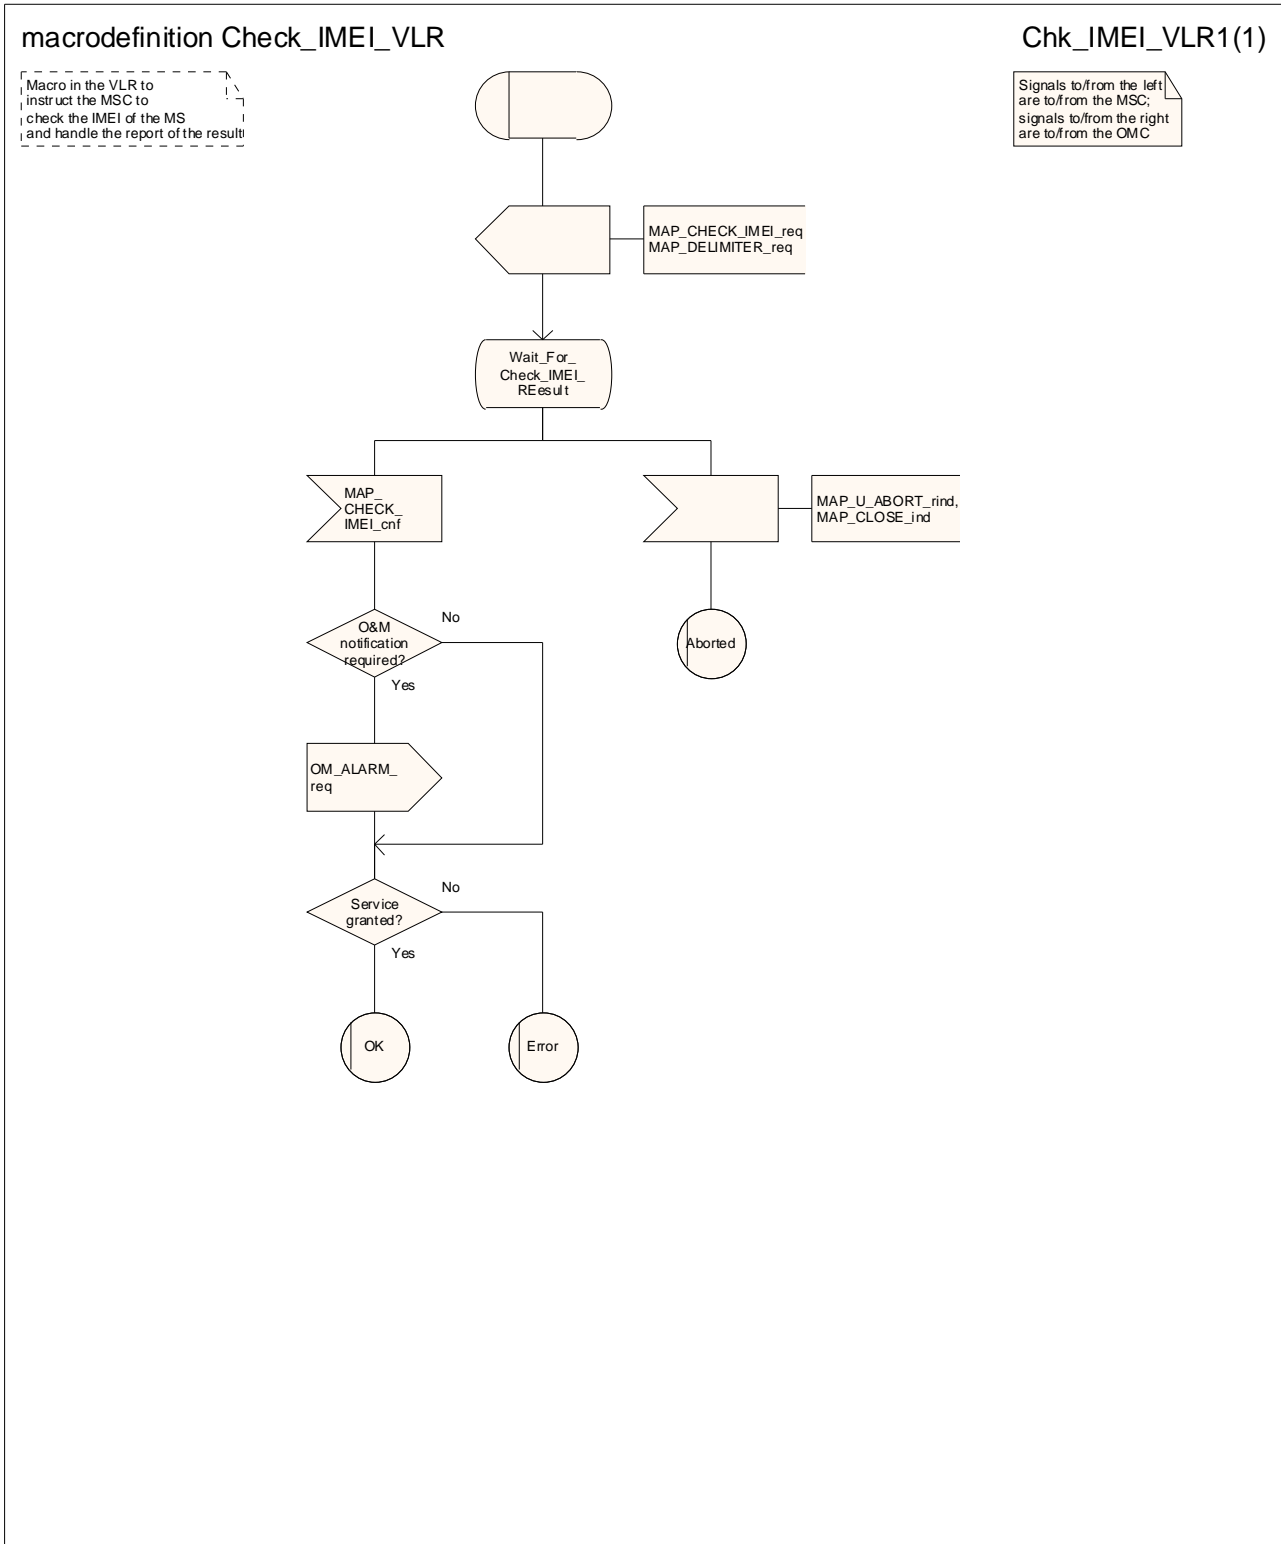 macrodefinition Check_IMEI_VLR
Chk_IMEI_VLR1(1)
Macro in the VLR to
instruct the MSC to
check the IMEI of the MS
and handle the report of the result
Signals to/from the left
are to/from the MSC;
signals to/from the right
are to/from the OMC
MAP_CHECK_IMEI_req
MAP_DELIMITER_req
Wait_For_
Check_IMEI_
REesult
MAP_
CHECK_
IMEI_cnf
MAP_U_ABORT_rind,
MAP_CLOSE_ind
O&M
notification
required?
No
Yes
Aborted
OM_ALARM_
req
Service
granted?
No
Yes
OK
Error